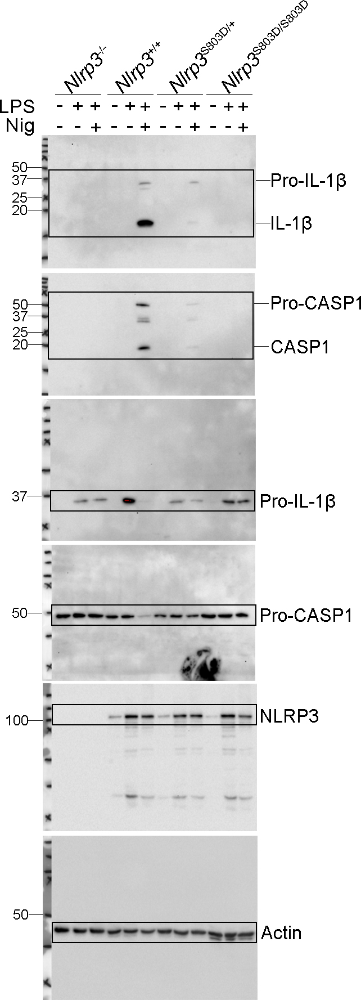 Nlrp3-/- Nlrp3+/+ Nlrp3S803D/+ Nlrp3S803D/S803D
LPS - + + - + + - + + - + +
Nig - - + - - + - - + - - +
50
37 Pro-IL-1β
25
20
IL-1β
50 Pro-CASP1
37
25
20 CASP1
37 Pro-IL-1β
50 Pro-CASP1
100 NLRP3
50
Actin